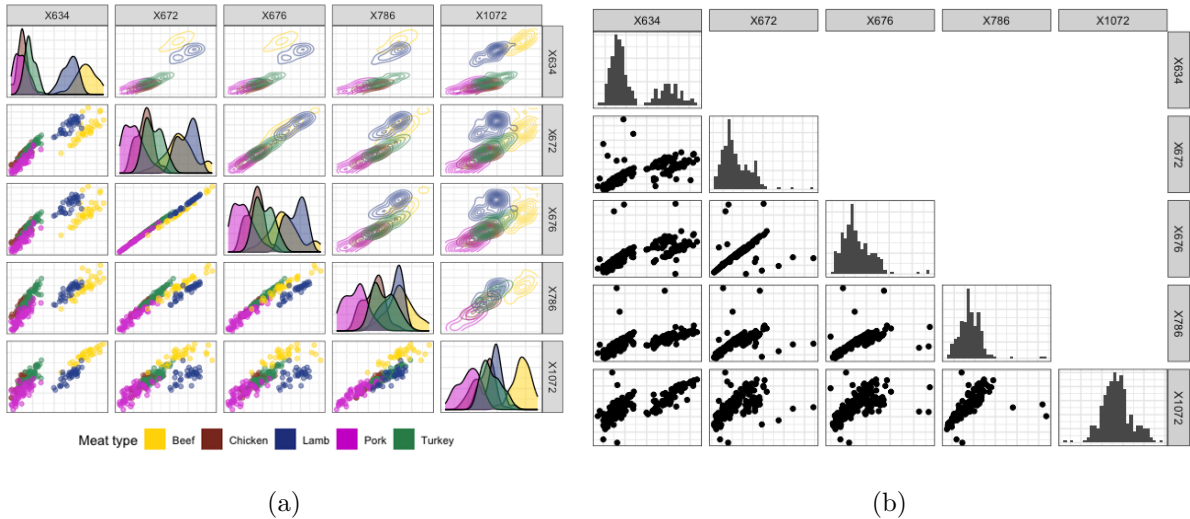 X634 X672 X676 X786 X1072
X634
X672
X676
X786
X1072
Meat type Beef Chicken Lamb Pork Turkey
(a)
X634 X672 X676 X786 X1072
X634
X672
X676
X786
X1072
(b)